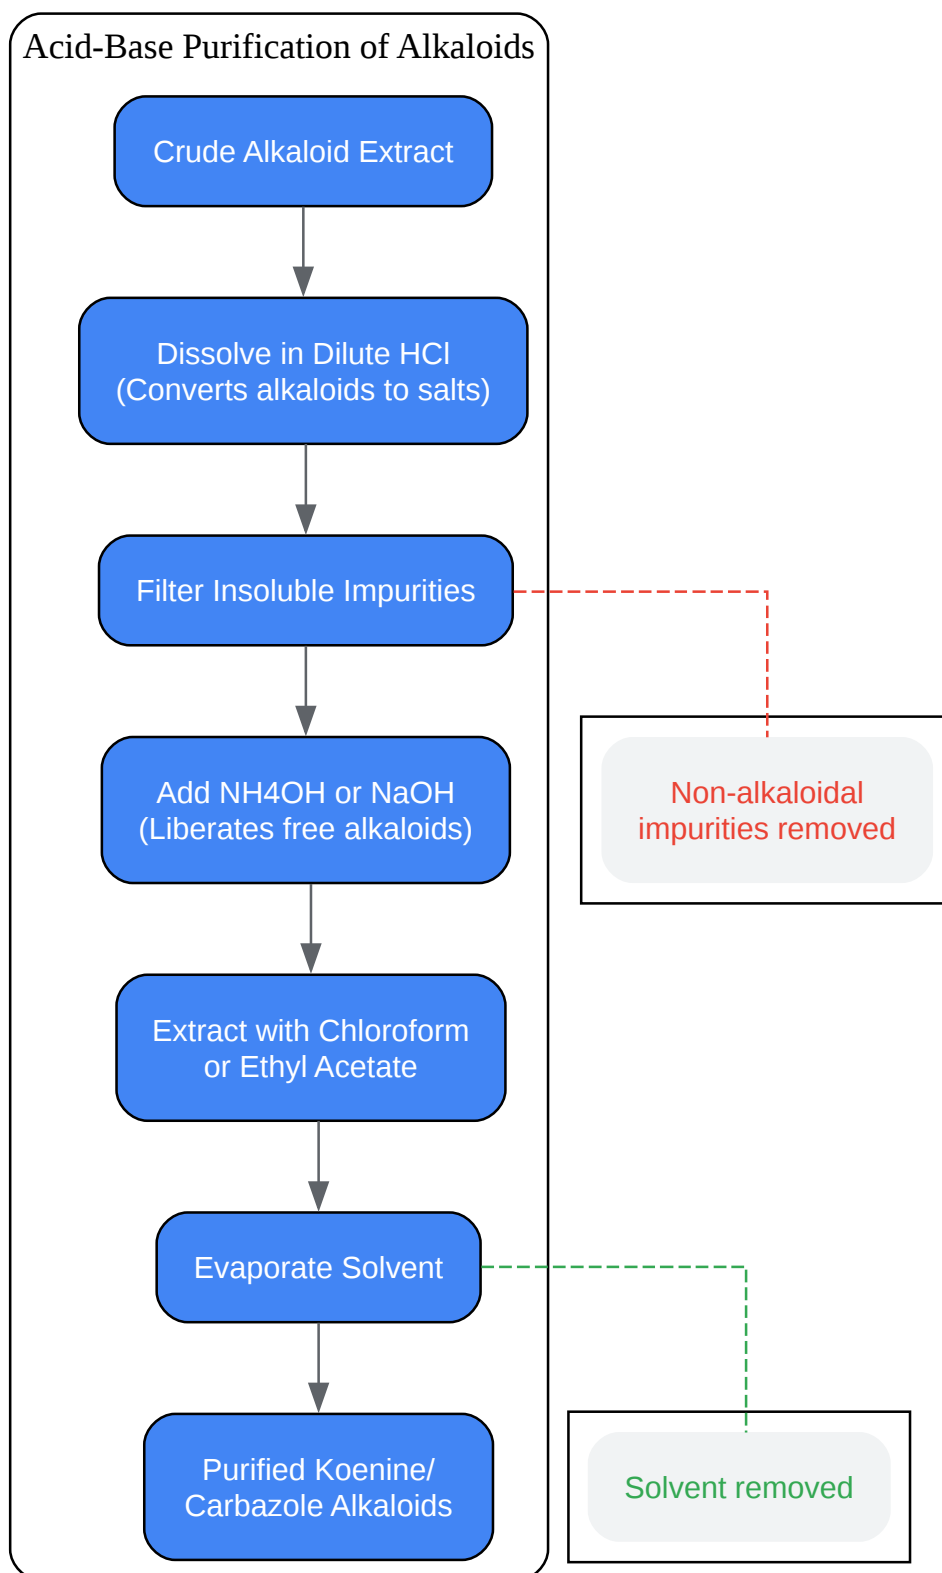 Acid-Base Purification of Alkaloids
Crude Alkaloid Extract
Dissolve in Dilute HCl
(Converts alkaloids to salts)
Filter Insoluble Impurities
Add NH4OH or NaOH
(Liberates free alkaloids)
Non-alkaloidal
impurities removed
Extract with Chloroform
or Ethyl Acetate
Evaporate Solvent
Purified Koenine/
Carbazole Alkaloids
Solvent removed